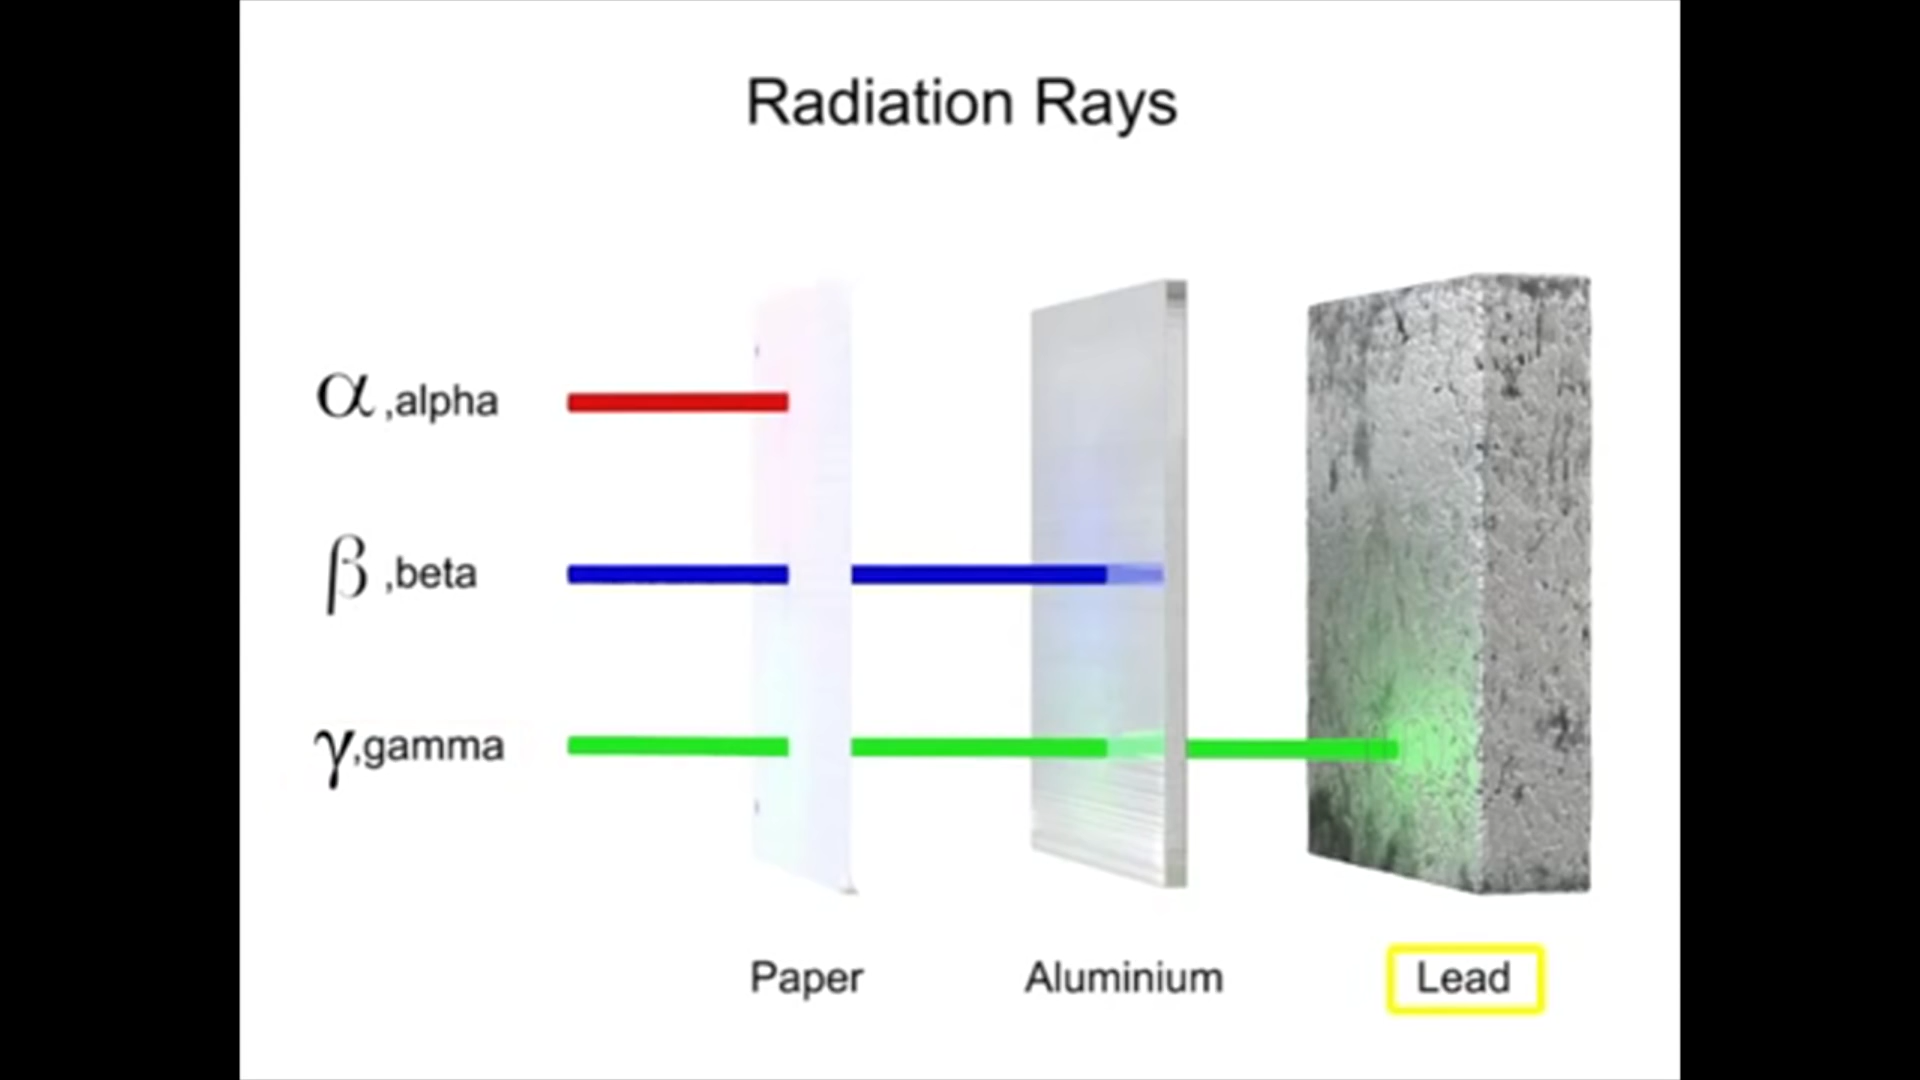 Radiation Rays
α ,alpha
β ,beta
γ,gamma
Paper Aluminium Lead